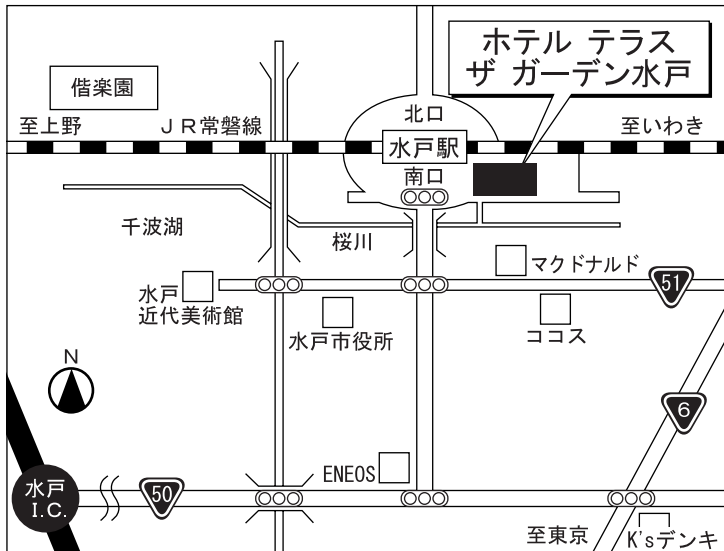 ホテル テラス
ザ ガーデン水戸
偕楽園
北口
至上野
JR常磐線
至いわき
水戸駅
南口
千波湖
桜川
マクドナルド
51
水戸
近代美術館
水戸市役所
ココス
N
6
ENEOS
水戸
I.C.
50
至東京
K'sデンキ